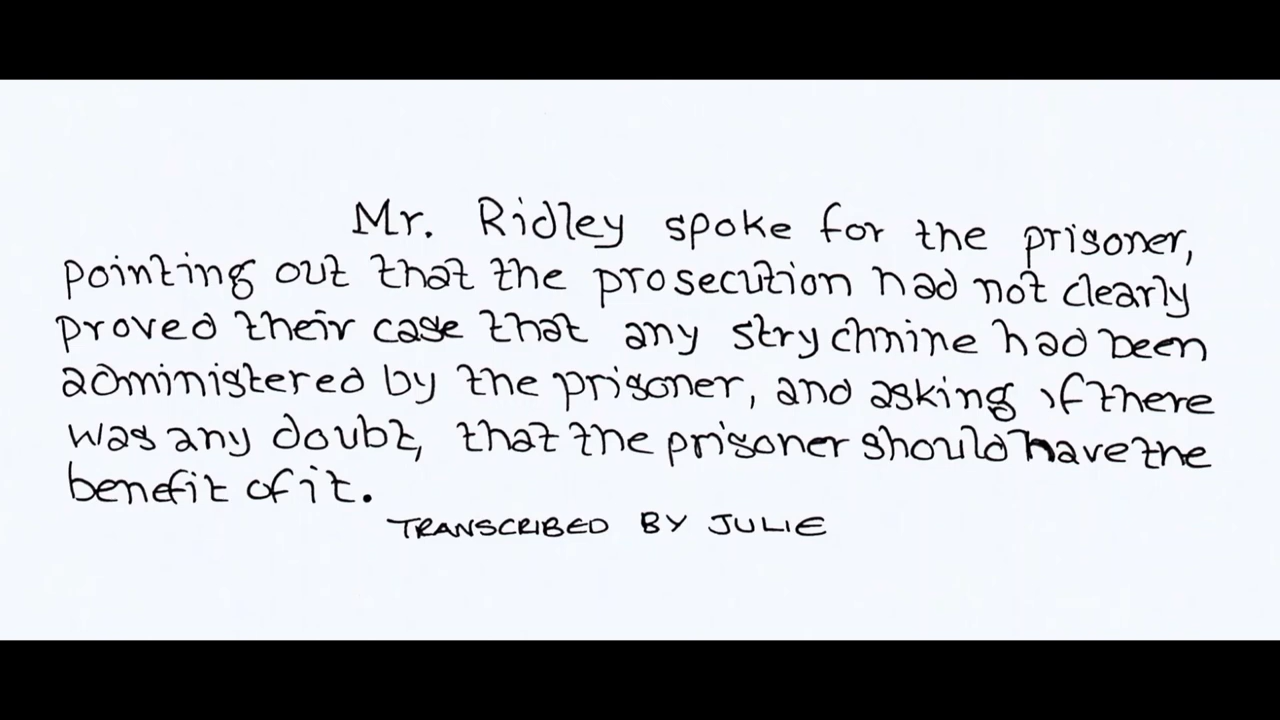 Mr. Ridley spoke for the prisoner,
pointing out that the prosecution had not clearly
proved their case that any strychnine had been
administered by the prisoner, and asking if there
was any doubt, that the prisoner should have the
benefit of it.
TRANSCRIBED BY JULIE